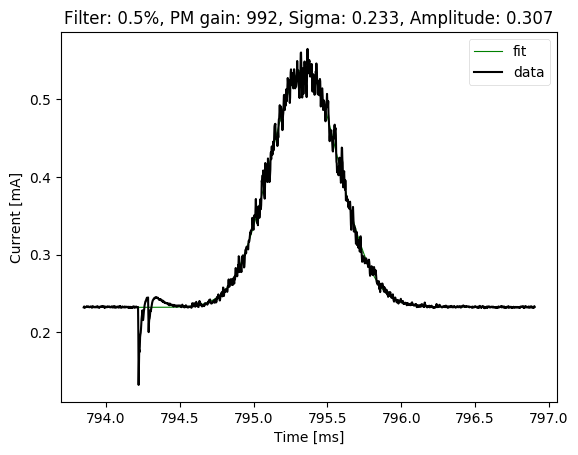 Filter: 0.5%, PM gain: 992, Sigma: 0.233, Amplitude: 0.307
fit
data
Current [mA]
0.5
0.4
0.3
0.2
794.0 794.5 795.0 795.5 796.0 796.5 797.0
Time [ms]